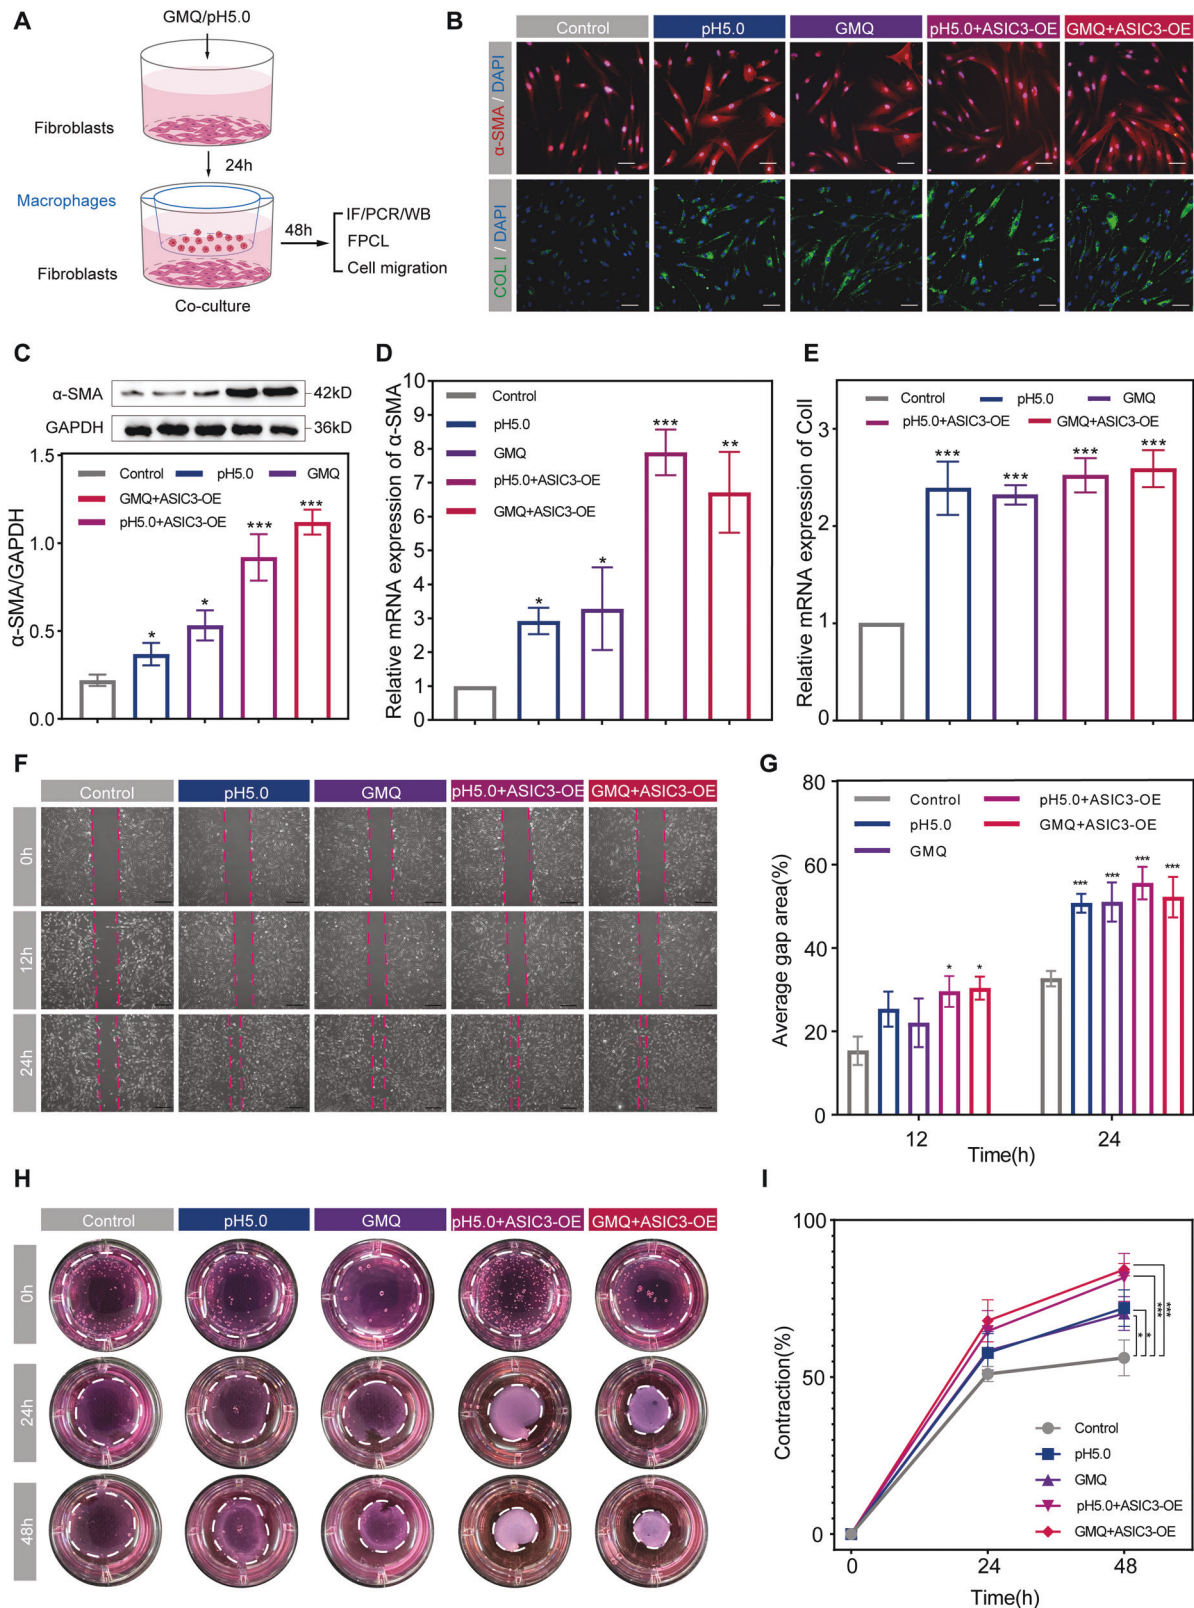 A
GMQ/pH5.0
Fibroblasts
24h
Macrophages
Fibroblasts
48h
IF/PCR/WB
FPCL
Cell migration
Co-culture
B
Control
pH5.0
GMQ
pH5.0+ASIC3-OE
GMQ+ASIC3-OE
α-SMA / DAPI
COL I / DAPI
C
α-SMA
42kD
GAPDH
36kD
1.5
1.0
0.5
0.0
α-SMA/GAPDH
Control
pH5.0
GMQ
GMQ+ASIC3-OE
pH5.0+ASIC3-OE
*
*
***
***
D
10
9
8
7
6
5
4
3
2
1
0
Relative mRNA expression of α-SMA
Control
pH5.0
GMQ
pH5.0+ASIC3-OE
GMQ+ASIC3-OE
*
*
***
**
E
3
2
1
0
Relative mRNA expression of ColI
Control
pH5.0
GMQ
pH5.0+ASIC3-OE
GMQ+ASIC3-OE
***
***
***
***
F
Control
pH5.0
GMQ
pH5.0+ASIC3-OE
GMQ+ASIC3-OE
0h
12h
24h
G
80
60
40
20
0
Average gap area(%)
Control
pH5.0
GMQ
pH5.0+ASIC3-OE
GMQ+ASIC3-OE
*
*
***
***
***
***
12
24
Time(h)
H
Control
pH5.0
GMQ
pH5.0+ASIC3-OE
GMQ+ASIC3-OE
0h
24h
48h
I
100
50
0
Contraction(%)
*
*
***
***
Control
pH5.0
GMQ
pH5.0+ASIC3-OE
GMQ+ASIC3-OE
0
24
48
Time(h)